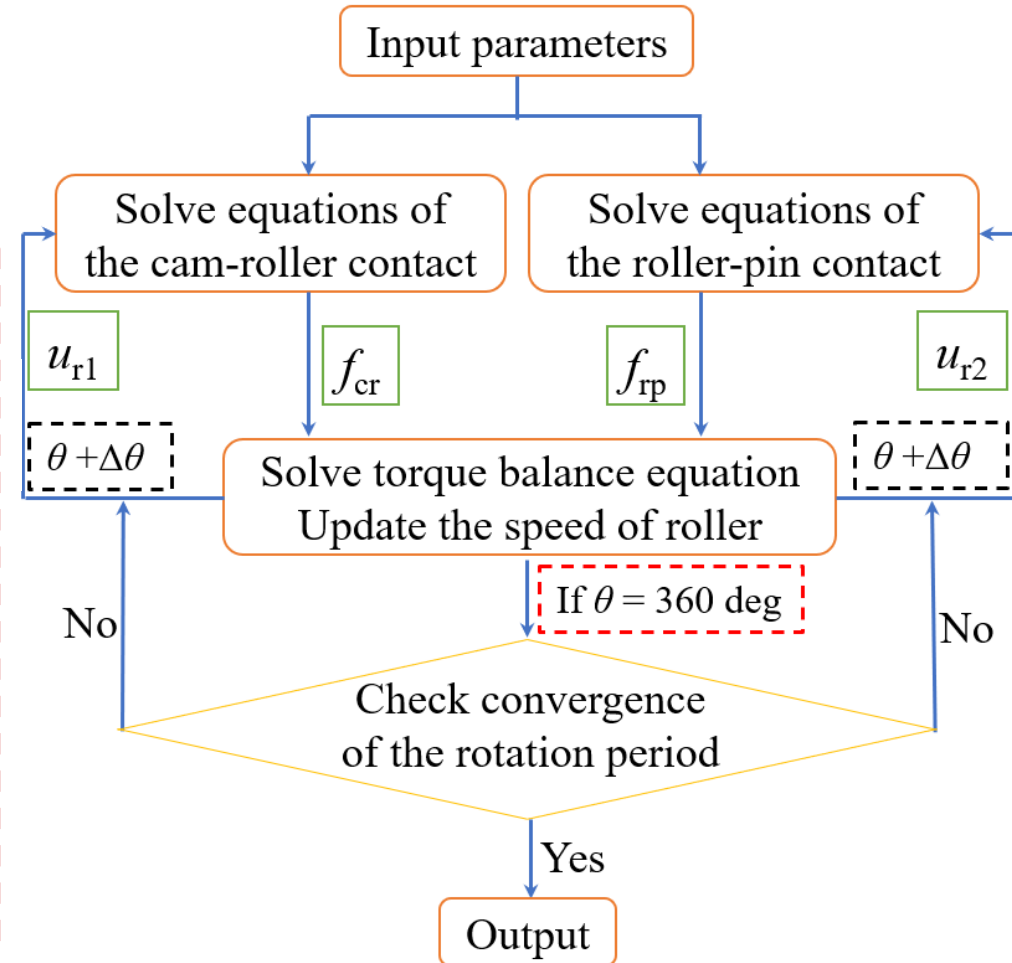 Input parameters
Solve equations of
the cam-roller contact
Solve equations of
the roller-pin contact
u_r1
f_cr
f_rp
u_r2
θ +Δθ
θ +Δθ
Solve torque balance equation
Update the speed of roller
If θ = 360 deg
No
No
Check convergence
of the rotation period
Yes
Output